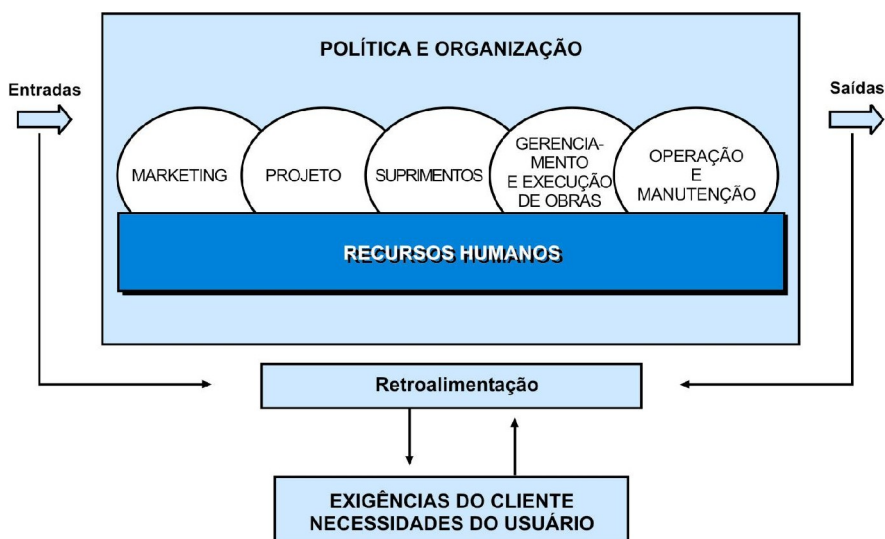 POLÍTICA E ORGANIZAÇÃO
Entradas
Saídas
MARKETING
PROJETO
SUPRIMENTOS
GERENCIA-
MENTO
E EXECUÇÃO
DE OBRAS
OPERAÇÃO
E
MANUTENÇÃO
RECURSOS HUMANOS
Retroalimentação
EXIGÊNCIAS DO CLIENTE
NECESSIDADES DO USUÁRIO